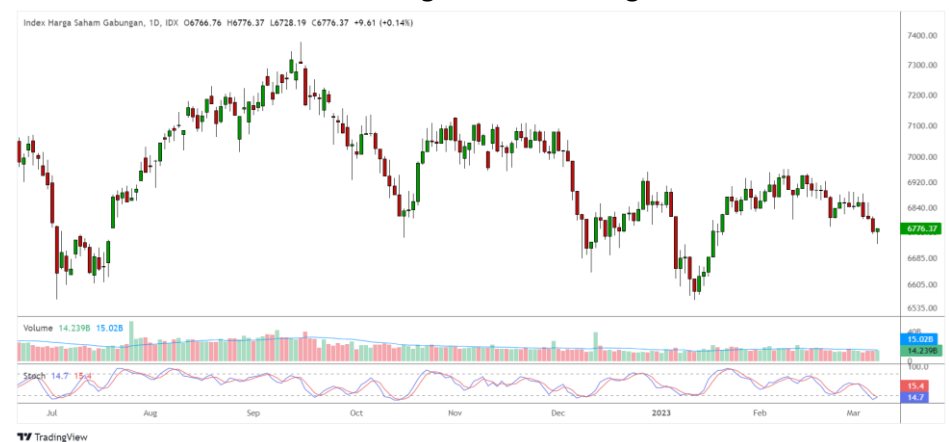 Index Harga Saham Gabungan, 1D, IDX O6766.76 H6776.37 L6728.19 C6776.37 +9.61 (+0.14%)
7400.00
7300.00
7200.00
7100.00
7000.00
6920.00
6840.00
6776.37
6685.00
6605.00
6535.00
Volume 14.239B 15.02B
15.02B
14.239B
0
100.0
Stoch 14.7 15.4
15.4
14.7
Jul Aug Sep Oct Nov Dec 2023 Feb Mar
TradingView